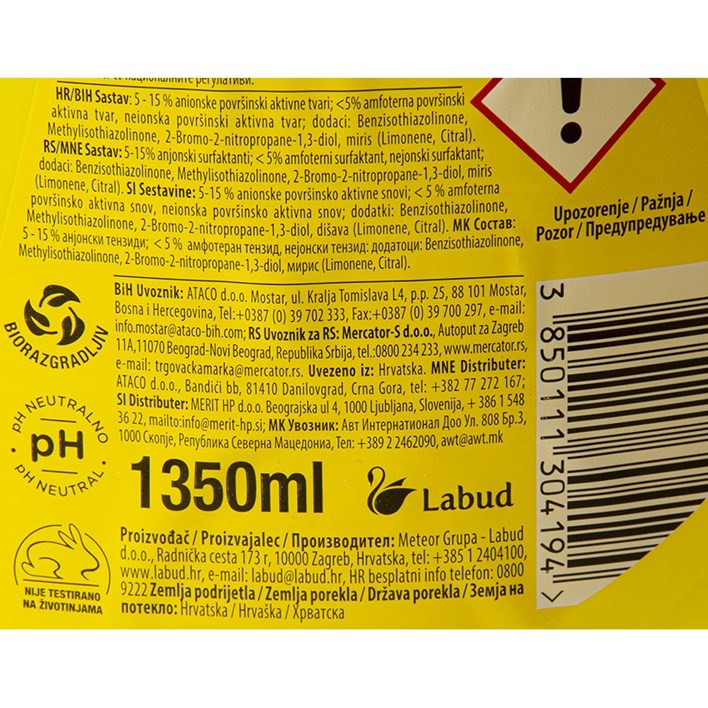 националните регулативи.
HR/BIH Sastav: 5 - 15 % anionske površinski aktivne tvari; <5% amfoterna površinski
aktivna tvar, neionska površinski aktivna tvar; dodaci: Benzisothiazolinone,
Methylisothiazolinone, 2-Bromo-2-nitropropane-1,3-diol, miris (Limonene, Citral).
RS/MNE Sastav: 5-15% anjonski surfaktanti; < 5% amfoterni surfaktant, nejonski surfaktant;
dodaci: Benzisothiazolinone, Methylisothiazolinone, 2-Bromo-2-nitropropane-1,3-diol, miris
(Limonene, Citral). SI Sestavine: 5-15 % anionske površinsko aktivne snovi; < 5 % amfoterna
površinsko aktivna snov, neionska površinsko aktivna snov; dodatki: Benzisothiazolinone,
Methylisothiazolinone, 2-Bromo-2-nitropropane-1,3-diol, dišava (Limonene, Citral). МК Состав:
5 - 15 % анјонски тензиди; < 5 % амфотеран тензид, нејонски тензид: додатоци: Benzisothiazolinone,
Methylisothiazolinone, 2-Bromo-2-nitropropane-1,3-diol, мирис (Limonene, Citral).
Upozorenje / Pažnja /
Pozor / Предупредување
BiH Uvoznik: ATACO d.o.o. Mostar, ul. Kralja Tomislava L4, p.p. 25, 88 101 Mostar,
Bosna i Hercegovina, Tel:+0387 (0) 39 702 333, Fax:+0387 (0) 39 700 297, e-mail:
info.mostar@ataco-bih.com; RS Uvoznik za RS: Mercator-S d.o.o., Autoput za Zagreb
11A,11070 Beograd-Novi Beograd, Republika Srbija, tel.:0800 234 233, www.mercator.rs,
e-mail: trgovackamarka@mercator.rs. Uvezeno iz: Hrvatska. MNE Distributer:
ATACO d.o.o., Bandići bb, 81410 Danilovgrad, Crna Gora, tel: +382 77 272 167;
SI Distributer.: MERIT HP d.o.o. Beograjska ul 4, 1000 Ljubljana, Slovenija, + 386 1 548
36 22, mailto:info@merit-hp.si; МК Увозник: Авт Интернатионал Доо Ул. 808 Бр.3,
1000 Скопје, Република Северна Македониа, Тел: +389 2 2462090, awt@awt.mk
BIORAZGRADLJIV
pH NEUTRALNO
pH
pH NEUTRAL
1350ml
Labud
NIJE TESTIRANO
NA ŽIVOTINJAMA
Proizvođač / Proizvajalec / Производител: Meteor Grupa - Labud
d.o.o., Radnička cesta 173 r, 10000 Zagreb, Hrvatska, tel: +385 1 2404100,
www.labud.hr, e-mail: labud@labud.hr, HR besplatni info telefon: 0800
9222 Zemlja podrijetla / Zemlja porekla / Država porekla / Земја на
потекло: Hrvatska / Hrvaška / Хрватска
3 850111 304194 >